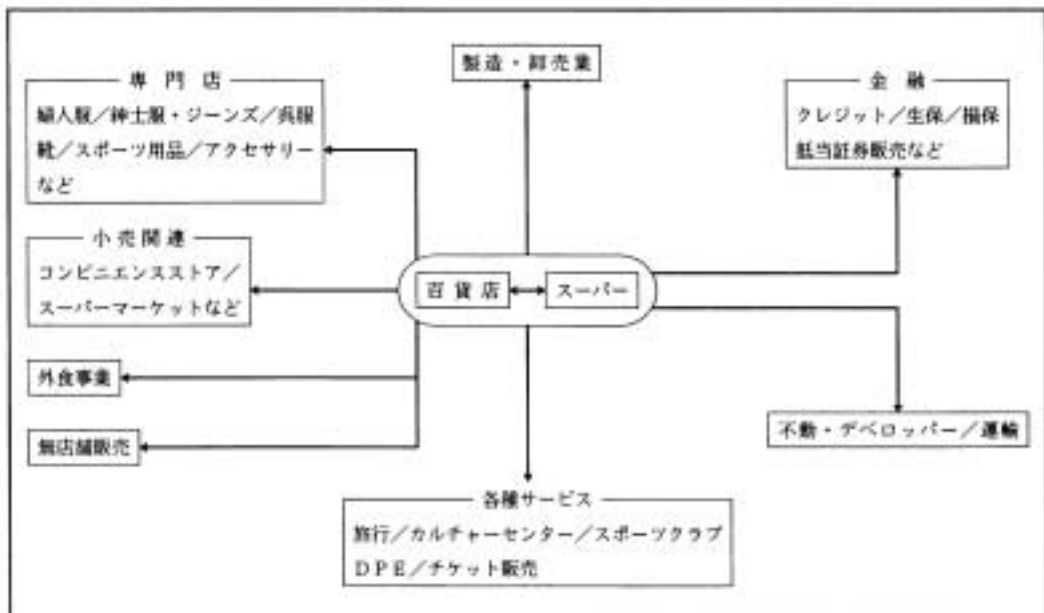 製造・卸売業
専門店
婦人服／紳士服・ジーンズ／呉服
靴／スポーツ用品／アクセサリー
など
金融
クレジット／生保／損保
抵当証券販売など
小売関連
コンビニエンスストア／
スーパーマーケットなど
百貨店
スーパー
外食事業
無店舗販売
不動・デベロッパー／運輸
各種サービス
旅行／カルチャーセンター／スポーツクラブ
ＤＰＥ／チケット販売